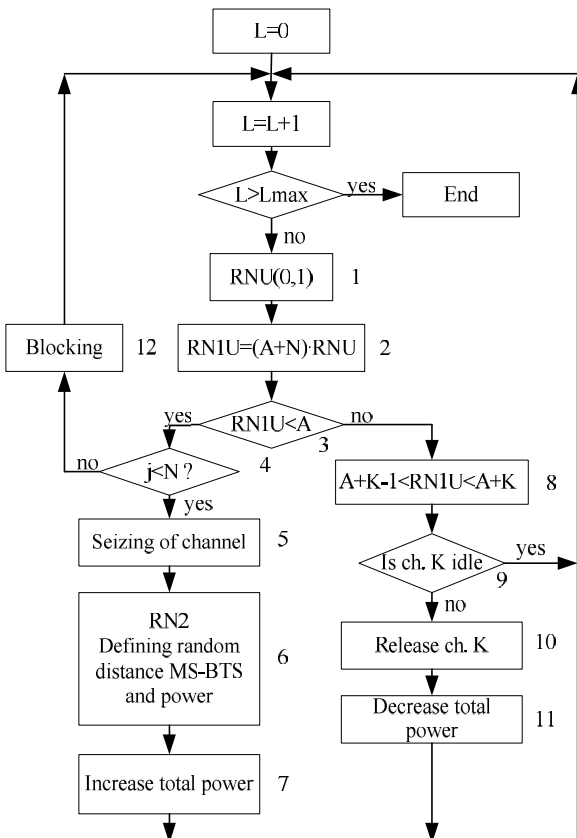 L=0
L=L+1
L>Lmax
yes
End
no
RNU(0,1)
1
Blocking
12
RN1U=(A+N)·RNU
2
yes
RN1U<A
no
3
4
no
j<N ?
yes
A+K-1<RN1U<A+K
8
Seizing of channel
5
Is ch. K idle
yes
9
no
RN2
Defining random
distance MS-BTS
and power
6
Release ch. K
10
Decrease total
power
11
Increase total power
7